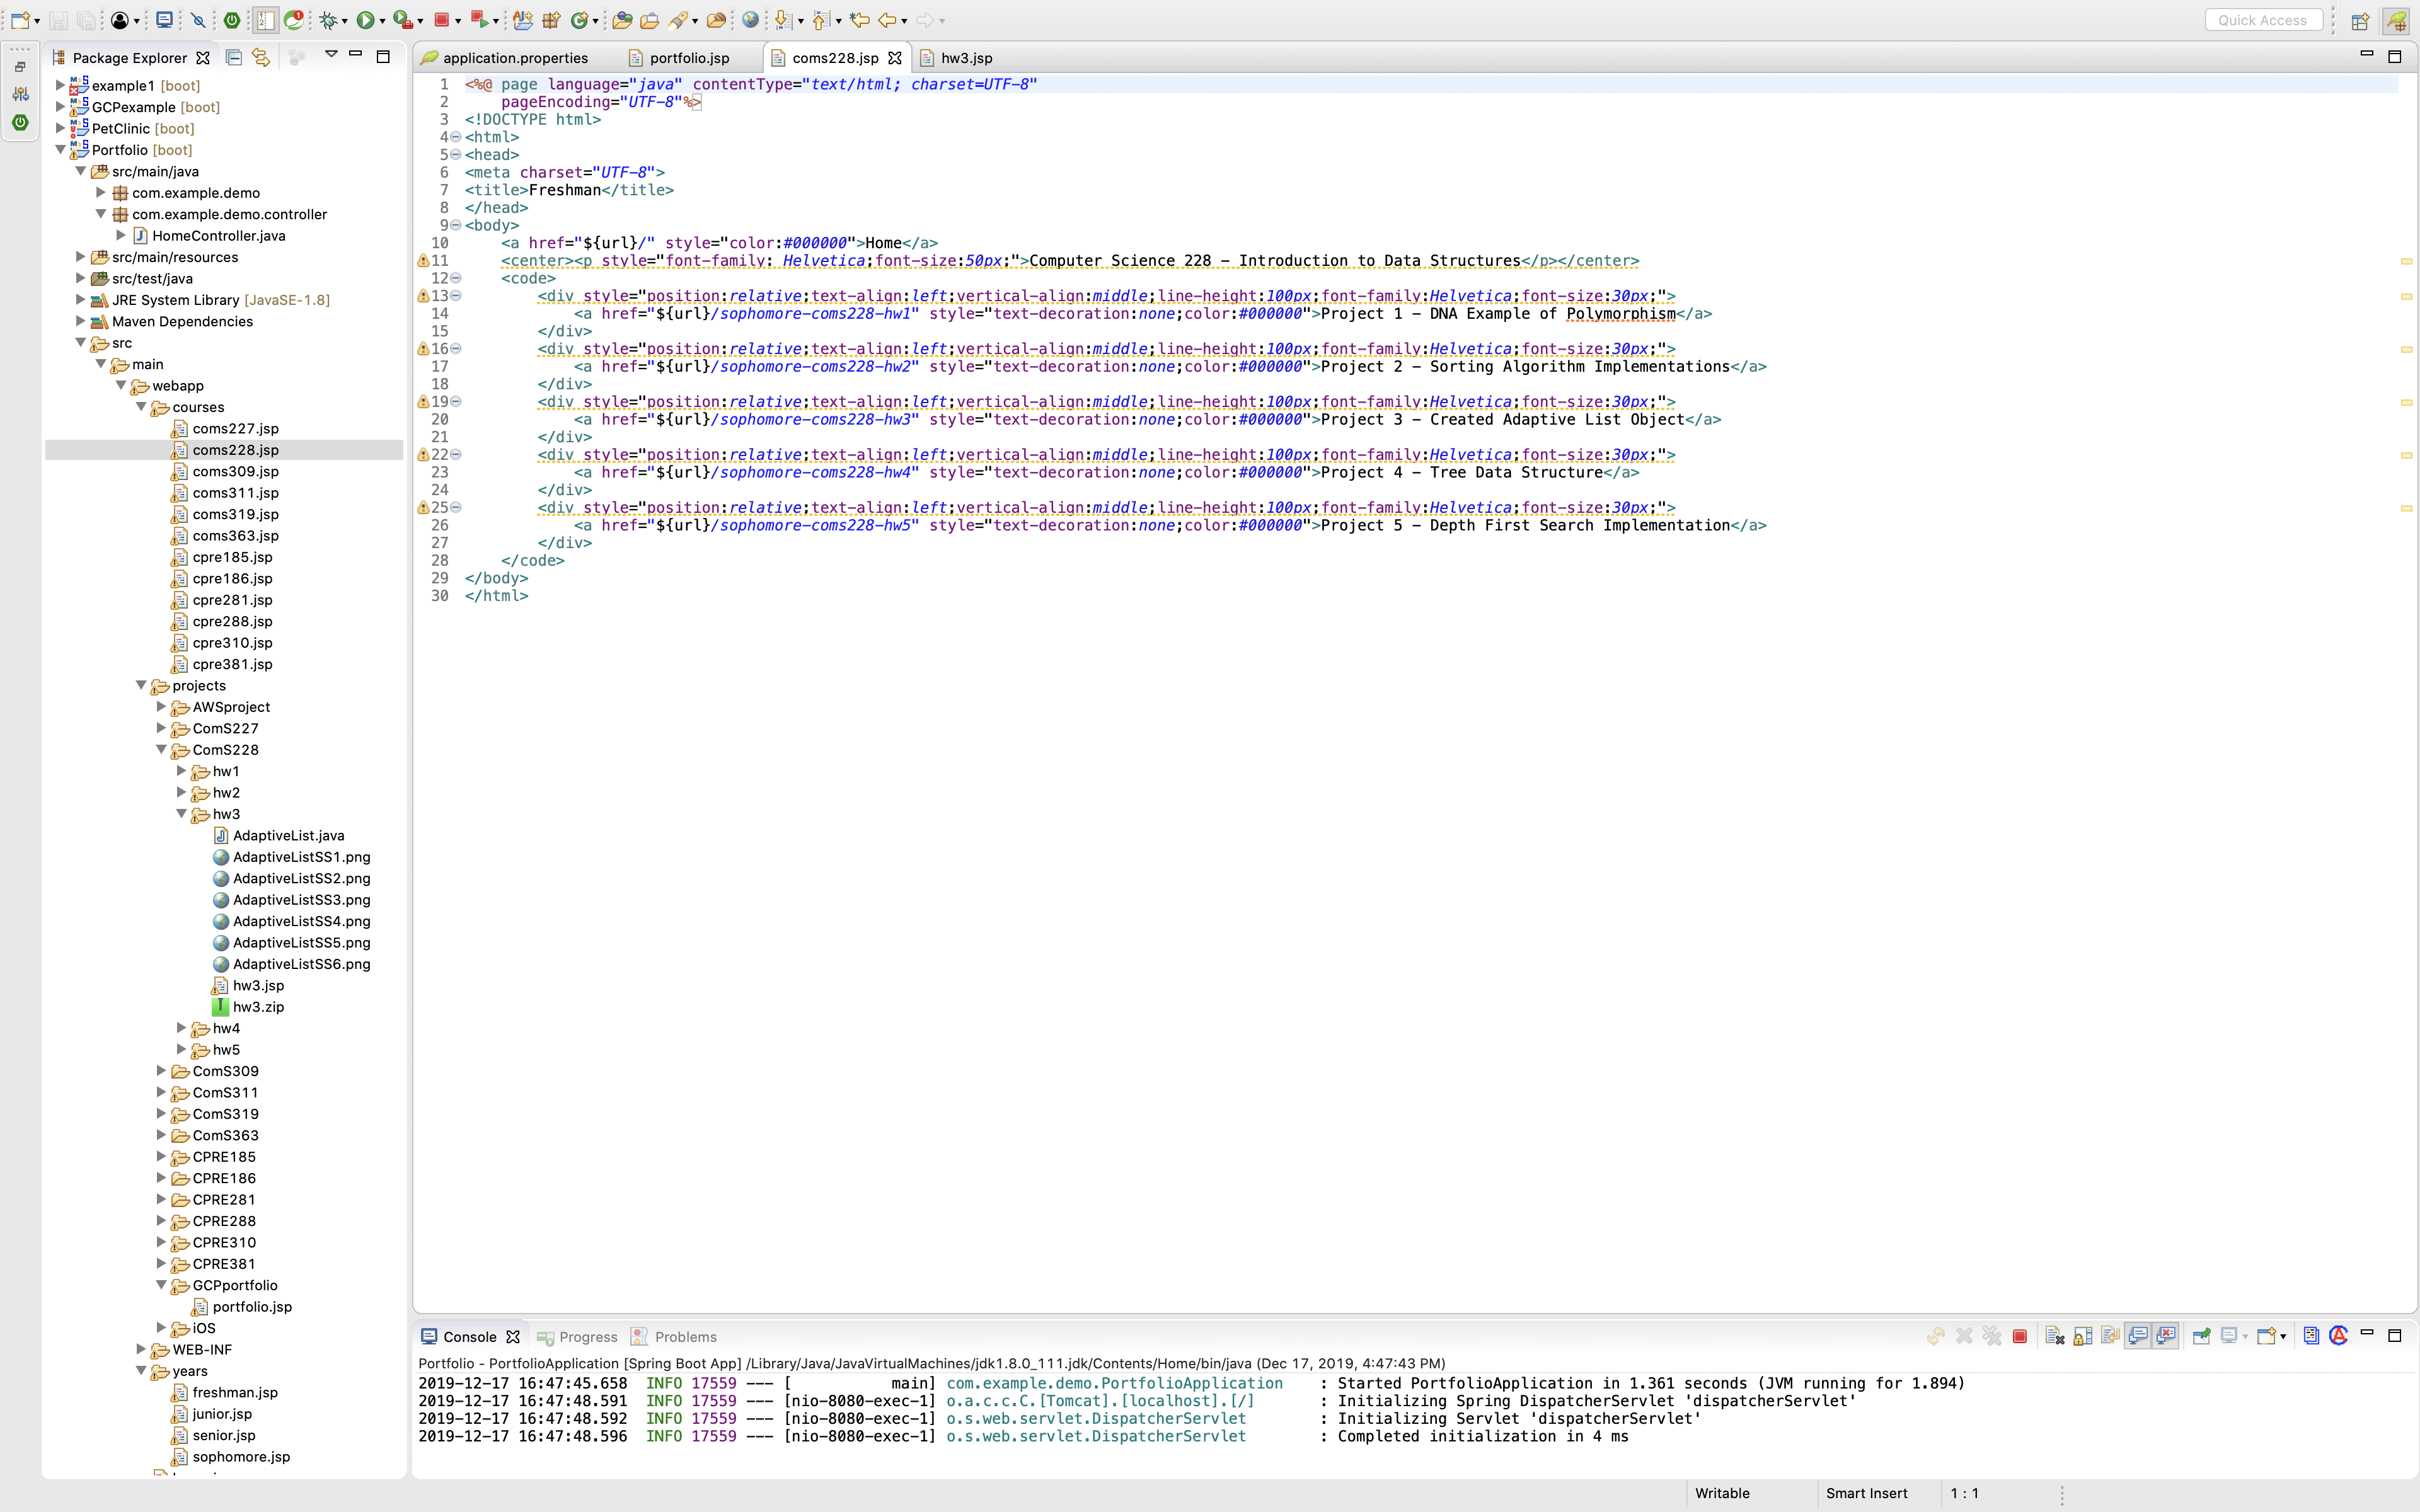 Quick Access
Package Explorer
example1 [boot]
GCPexample [boot]
PetClinic [boot]
Portfolio [boot]
src/main/java
com.example.demo
com.example.demo.controller
HomeController.java
src/main/resources
src/test/java
JRE System Library [JavaSE-1.8]
Maven Dependencies
src
main
webapp
courses
coms227.jsp
coms228.jsp
coms309.jsp
coms311.jsp
coms319.jsp
coms363.jsp
cpre185.jsp
cpre186.jsp
cpre281.jsp
cpre288.jsp
cpre310.jsp
cpre381.jsp
projects
AWSproject
ComS227
ComS228
hw1
hw2
hw3
AdaptiveList.java
AdaptiveListSS1.png
AdaptiveListSS2.png
AdaptiveListSS3.png
AdaptiveListSS4.png
AdaptiveListSS5.png
AdaptiveListSS6.png
hw3.jsp
hw3.zip
hw4
hw5
ComS309
ComS311
ComS319
ComS363
CPRE185
CPRE186
CPRE281
CPRE288
CPRE310
CPRE381
GCPportfolio
portfolio.jsp
iOS
WEB-INF
years
freshman.jsp
junior.jsp
senior.jsp
sophomore.jsp
application.properties portfolio.jsp coms228.jsp hw3.jsp
1 <%@ page language="java" contentType="text/html; charset=UTF-8"
2 pageEncoding="UTF-8"%>
3 <!DOCTYPE html>
4 <html>
5 <head>
6 <meta charset="UTF-8">
7 <title>Freshman</title>
8 </head>
9 <body>
10 <a href="${url}/" style="color:#000000">Home</a>
11 <center><p style="font-family: Helvetica;font-size:50px;">Computer Science 228 - Introduction to Data Structures</p></center>
12 <code>
13 <div style="position:relative;text-align:left;vertical-align:middle;line-height:100px;font-family:Helvetica;font-size:30px;">
14 <a href="${url}/sophomore-coms228-hw1" style="text-decoration:none;color:#000000">Project 1 - DNA Example of Polymorphism</a>
15 </div>
16 <div style="position:relative;text-align:left;vertical-align:middle;line-height:100px;font-family:Helvetica;font-size:30px;">
17 <a href="${url}/sophomore-coms228-hw2" style="text-decoration:none;color:#000000">Project 2 - Sorting Algorithm Implementations</a>
18 </div>
19 <div style="position:relative;text-align:left;vertical-align:middle;line-height:100px;font-family:Helvetica;font-size:30px;">
20 <a href="${url}/sophomore-coms228-hw3" style="text-decoration:none;color:#000000">Project 3 - Created Adaptive List Object</a>
21 </div>
22 <div style="position:relative;text-align:left;vertical-align:middle;line-height:100px;font-family:Helvetica;font-size:30px;">
23 <a href="${url}/sophomore-coms228-hw4" style="text-decoration:none;color:#000000">Project 4 - Tree Data Structure</a>
24 </div>
25 <div style="position:relative;text-align:left;vertical-align:middle;line-height:100px;font-family:Helvetica;font-size:30px;">
26 <a href="${url}/sophomore-coms228-hw5" style="text-decoration:none;color:#000000">Project 5 - Depth First Search Implementation</a>
27 </div>
28 </code>
29 </body>
30 </html>
Console Progress Problems
Portfolio - PortfolioApplication [Spring Boot App] /Library/Java/JavaVirtualMachines/jdk1.8.0_111.jdk/Contents/Home/bin/java (Dec 17, 2019, 4:47:43 PM)
2019-12-17 16:47:45.658 INFO 17559 --- [ main] com.example.demo.PortfolioApplication : Started PortfolioApplication in 1.361 seconds (JVM running for 1.894)
2019-12-17 16:47:48.591 INFO 17559 --- [nio-8080-exec-1] o.a.c.c.C.[Tomcat].[localhost].[/] : Initializing Spring DispatcherServlet 'dispatcherServlet'
2019-12-17 16:47:48.592 INFO 17559 --- [nio-8080-exec-1] o.s.web.servlet.DispatcherServlet : Initializing Servlet 'dispatcherServlet'
2019-12-17 16:47:48.596 INFO 17559 --- [nio-8080-exec-1] o.s.web.servlet.DispatcherServlet : Completed initialization in 4 ms
Writable Smart Insert 1 : 1